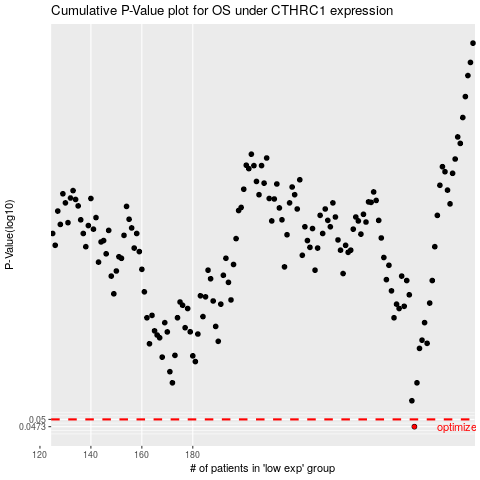 Cumulative P-Value plot for OS under CTHRC1 expression
P-Value(log10)
0.05
0.0473
optimize
120 140 160 180
# of patients in 'low exp' group